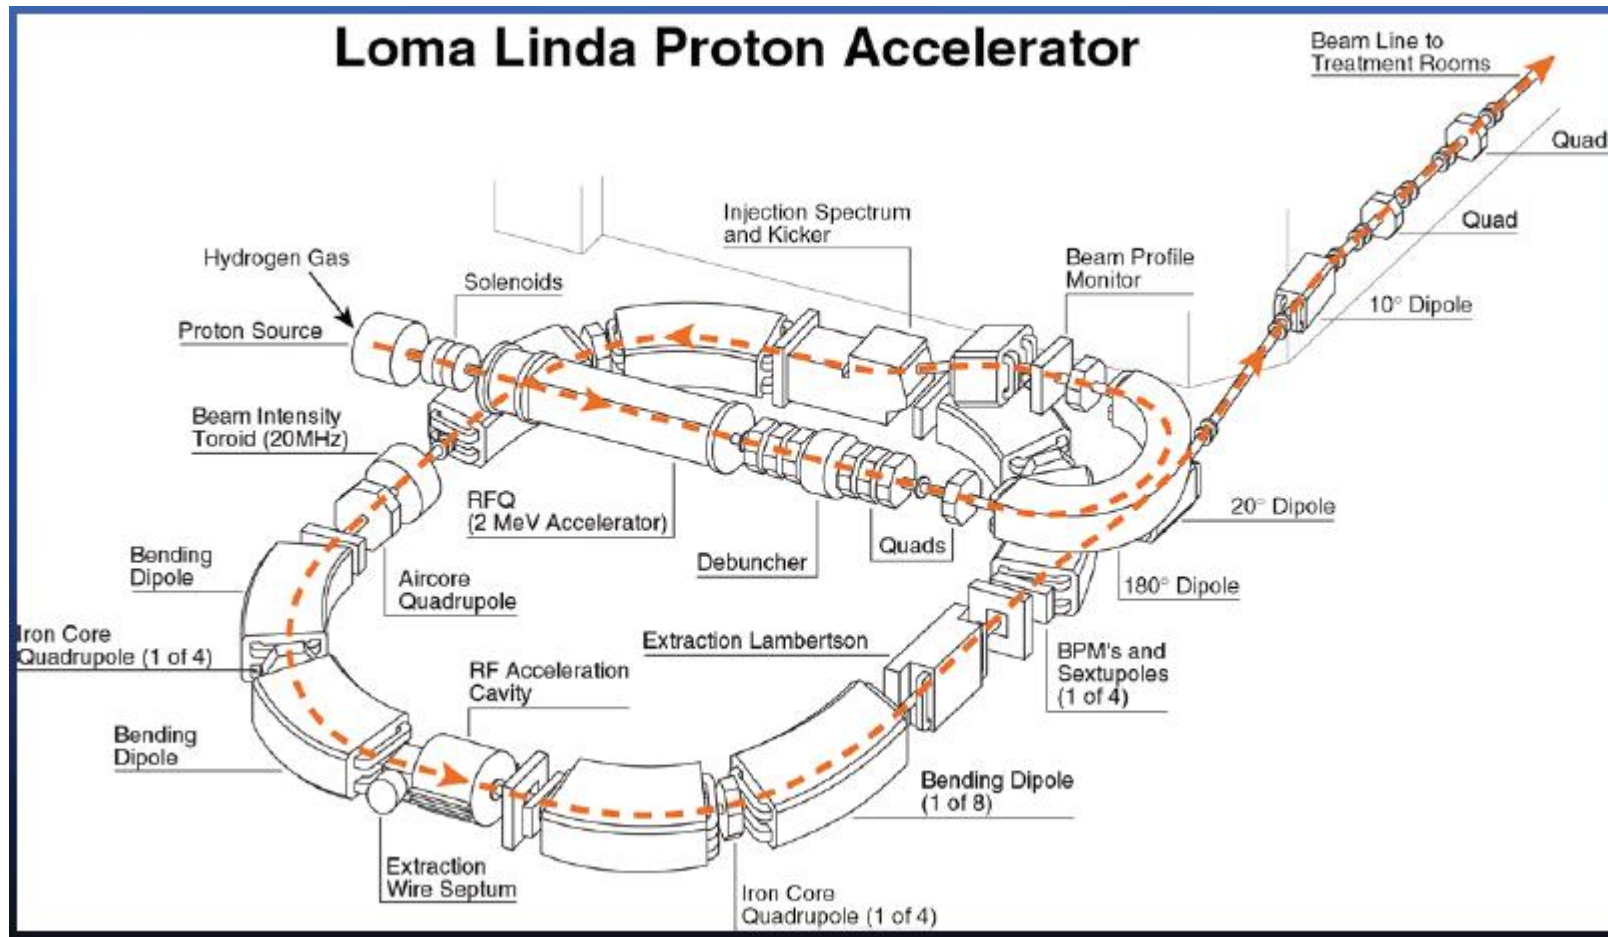 Loma Linda Proton Accelerator
Beam Line to
Treatment Rooms
Quad
Quad
10° Dipole
Injection Spectrum
and Kicker
Beam Profile
Monitor
Hydrogen Gas
Solenoids
Proton Source
Beam Intensity
Toroid (20MHz)
RFQ
(2 MeV Accelerator)
Debuncher
Quads
20° Dipole
180° Dipole
Bending
Dipole
Aircore
Quadrupole
Iron Core
Quadrupole (1 of 4)
RF Acceleration
Cavity
Extraction Lambertson
BPM's and
Sextupoles
(1 of 4)
Bending
Dipole
Bending Dipole
(1 of 8)
Extraction
Wire Septum
Iron Core
Quadrupole (1 of 4)